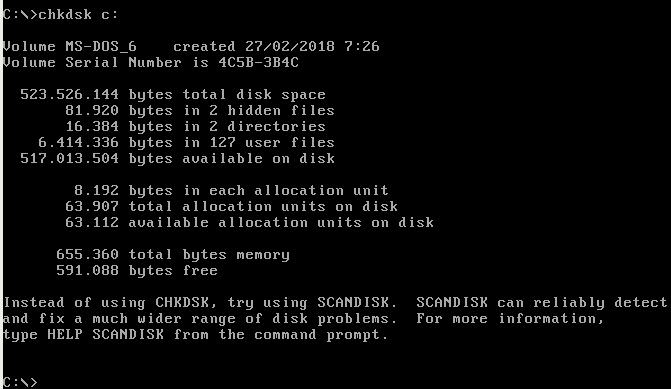 C:\>chkdsk c:
Volume MS-DOS_6    created 27/02/2018 7:26
Volume Serial Number is 4C5B-3B4C
523.526.144 bytes total disk space
81.920 bytes in 2 hidden files
16.384 bytes in 2 directories
6.414.336 bytes in 127 user files
517.013.504 bytes available on disk
8.192 bytes in each allocation unit
63.907 total allocation units on disk
63.112 available allocation units on disk
655.360 total bytes memory
591.088 bytes free
Instead of using CHKDSK, try using SCANDISK.  SCANDISK can reliably detect
and fix a much wider range of disk problems.  For more information,
type HELP SCANDISK from the command prompt.
C:\>